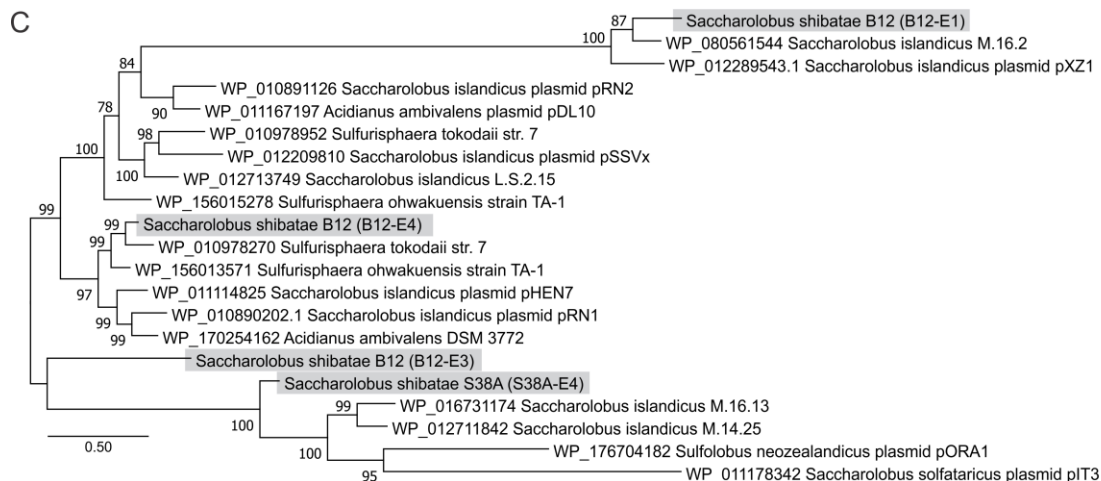 C
87 Saccharolobus shibatae B12 (B12-E1)
100 WP_080561544 Saccharolobus islandicus M.16.2
WP_012289543.1 Saccharolobus islandicus plasmid pXZ1
84
WP_010891126 Saccharolobus islandicus plasmid pRN2
78 90 WP_011167197 Acidianus ambivalens plasmid pDL10
98 WP_010978952 Sulfurisphaera tokodaii str. 7
100 WP_012209810 Saccharolobus islandicus plasmid pSSVx
100 WP_012713749 Saccharolobus islandicus L.S.2.15
WP_156015278 Sulfurisphaera ohwakuensis strain TA-1
99 99 Saccharolobus shibatae B12 (B12-E4)
99 WP_010978270 Sulfurisphaera tokodaii str. 7
WP_156013571 Sulfurisphaera ohwakuensis strain TA-1
97 WP_011114825 Saccharolobus islandicus plasmid pHEN7
99 WP_010890202.1 Saccharolobus islandicus plasmid pRN1
99 WP_170254162 Acidianus ambivalens DSM 3772
Saccharolobus shibatae B12 (B12-E3)
Saccharolobus shibatae S38A (S38A-E4)
99 WP_016731174 Saccharolobus islandicus M.16.13
100 WP_012711842 Saccharolobus islandicus M.14.25
0.50 100 WP_176704182 Sulfolobus neozealandicus plasmid pORA1
95 WP_011178342 Saccharolobus solfataricus plasmid pIT3